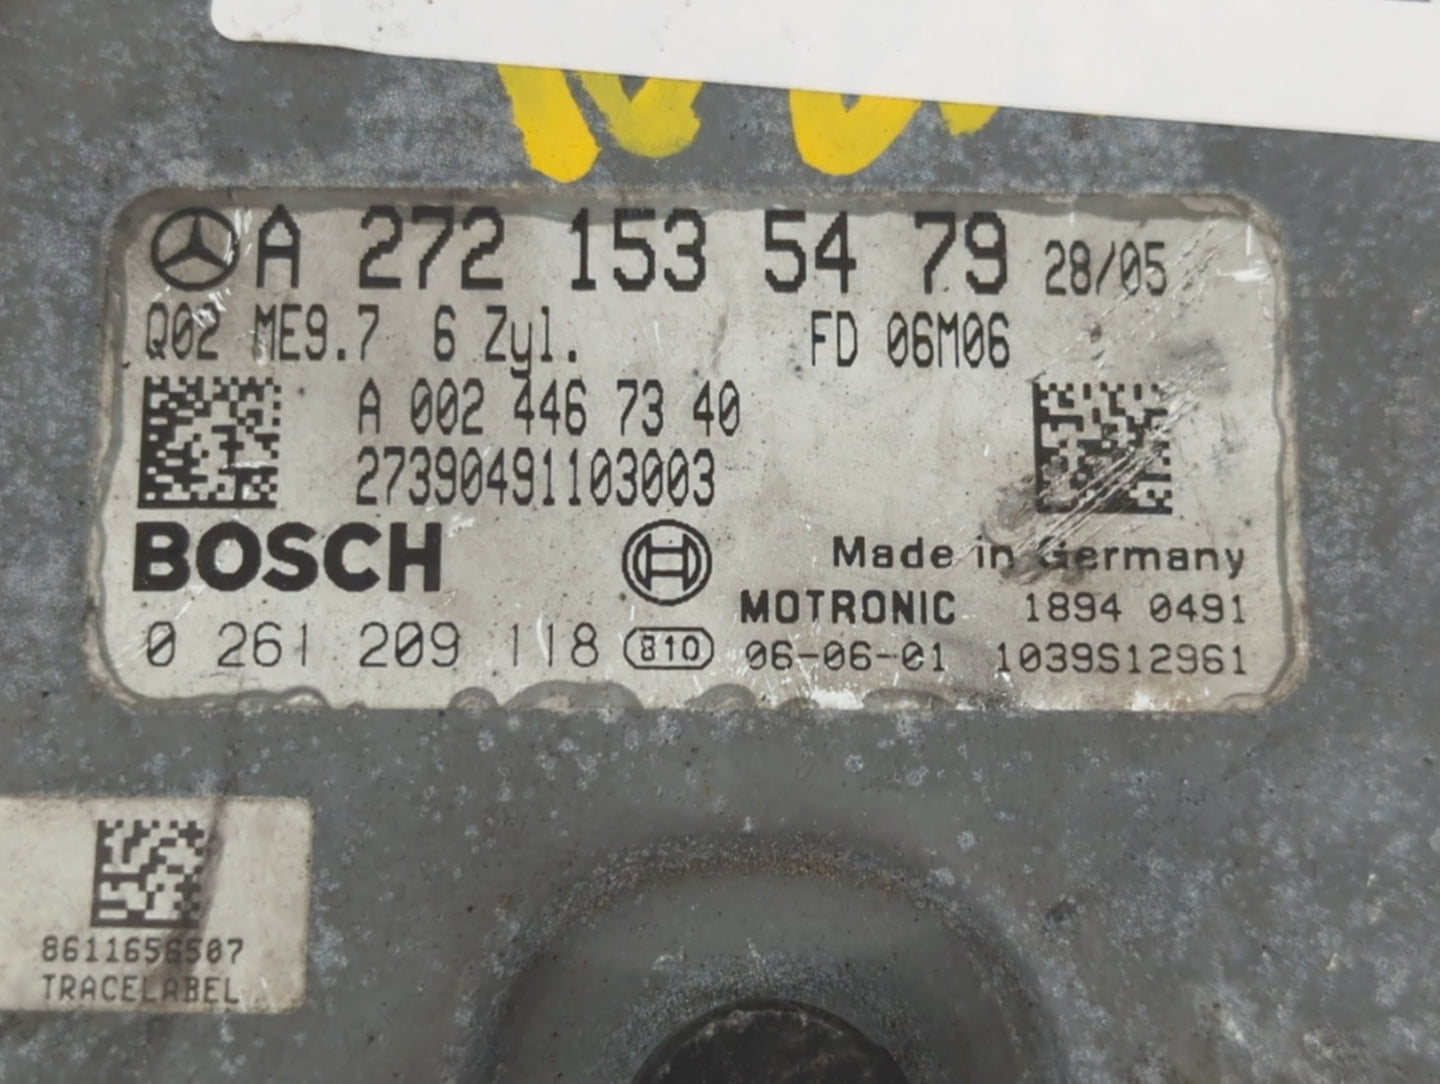 A 272 153 54 79 28/05
Q02 ME9.7 6 Zyl. FD 06M06
A 002 446 73 40
27390491103003
BOSCH
Made in Germany
MOTRONIC 1894 0491
0 261 209 118 810 06-06-01 1039S12961
8611656507
TRACELABEL